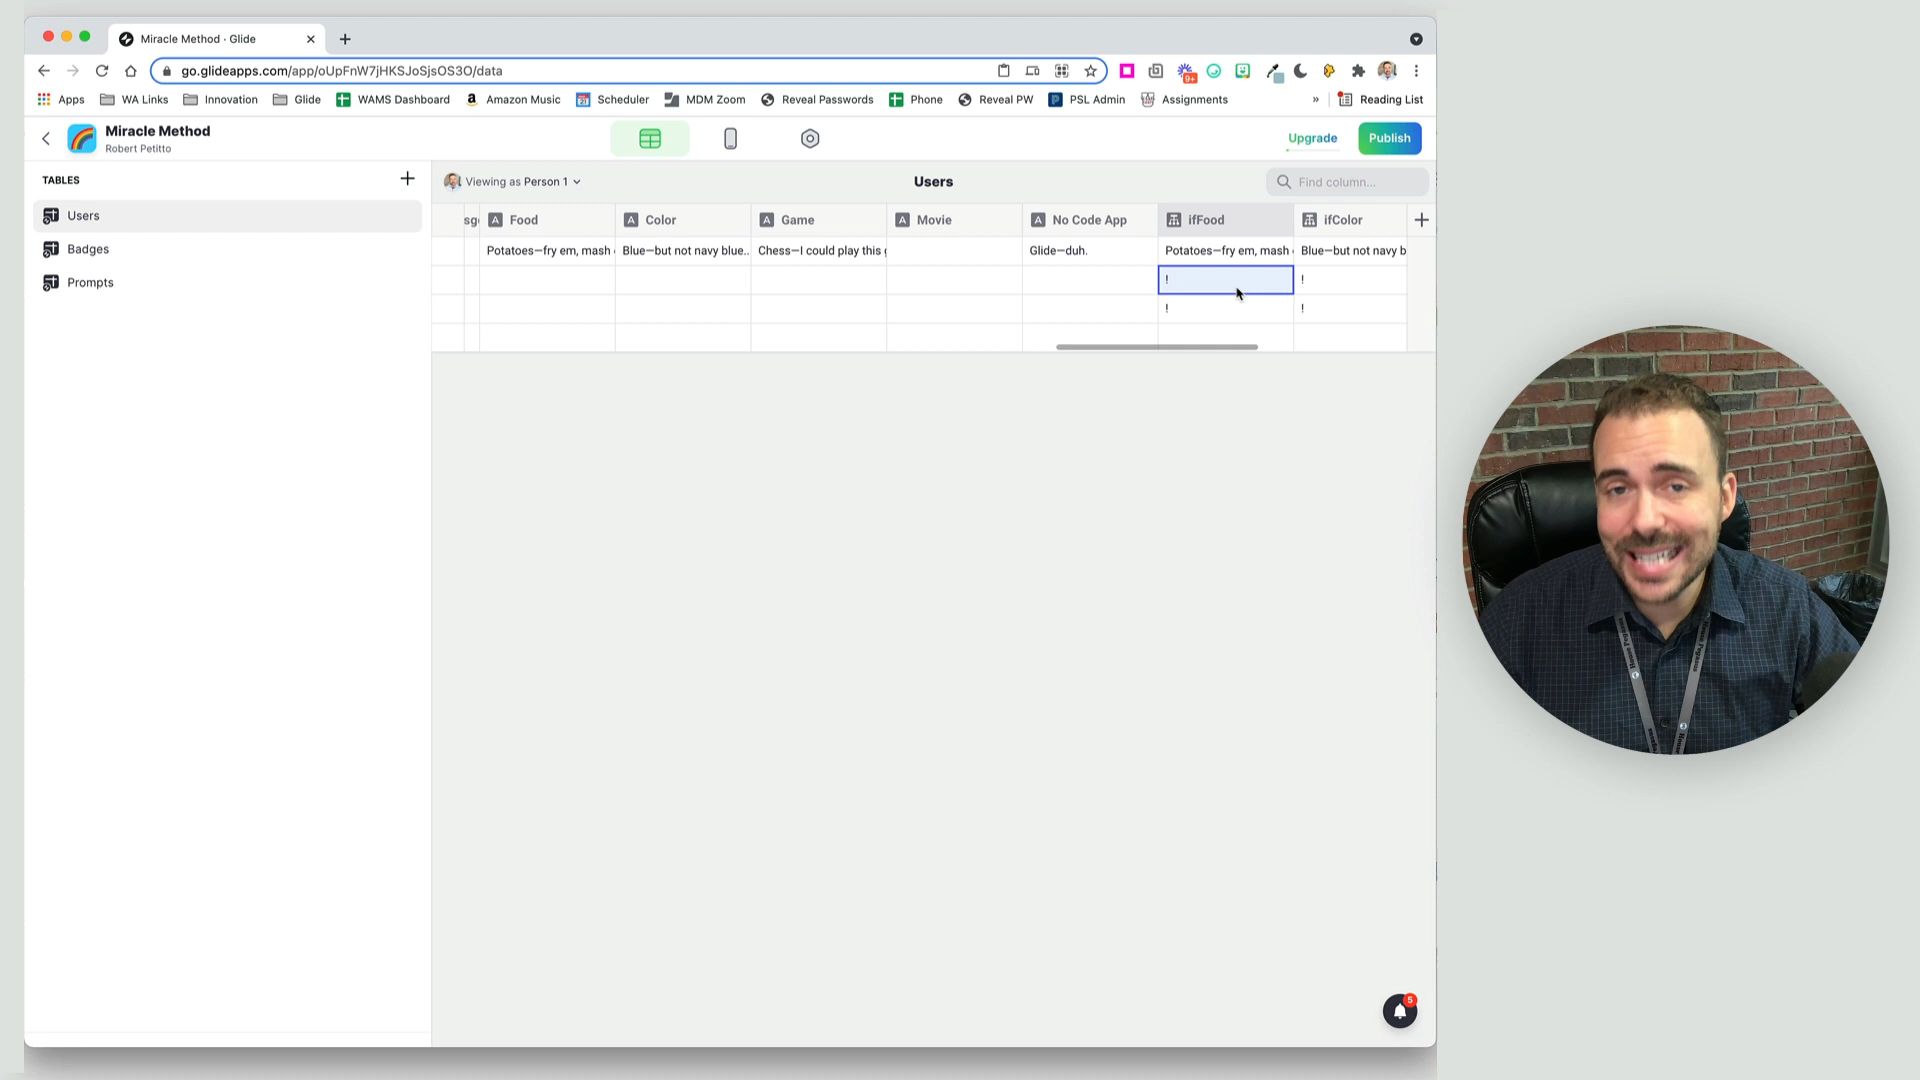 Miracle Method · Glide
go.glideapps.com/app/oUpFnW7jHKSJoSjsOS3O/data
9+
Apps WA Links Innovation Glide WAMS Dashboard Amazon Music Scheduler MDM Zoom Reveal Passwords Phone Reveal PW PSL Admin Assignments » Reading List
Miracle Method
Robert Petitto
Upgrade
Publish
TABLES
Users
Badges
Prompts
Viewing as Person 1
Users
Find column...
Food Color Game Movie No Code App ifFood ifColor
Potatoes—fry em, mash Blue—but not navy blue.. Chess—I could play this Glide—duh. Potatoes—fry em, mash Blue—but not navy b
! !
! !
5